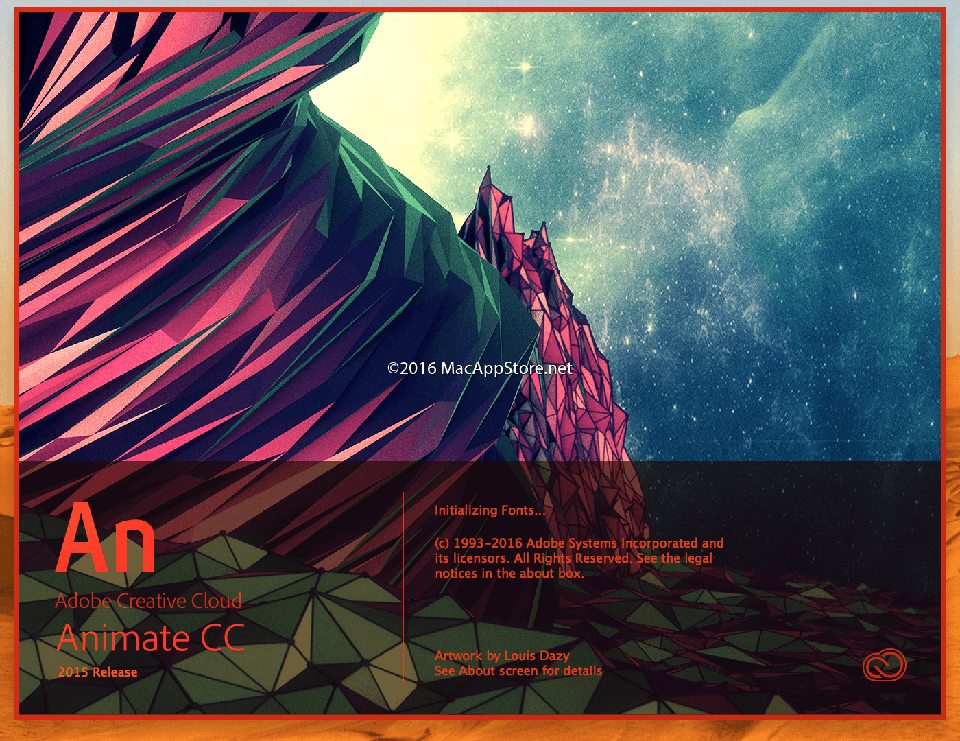 ©2016 MacAppStore.net
An
Adobe Creative Cloud
Animate CC
2015 Release
Initializing Fonts...
(c) 1993-2016 Adobe Systems Incorporated and
its licensors. All Rights Reserved. See the legal
notices in the about box.
Artwork by Louis Dazy
See About screen for details